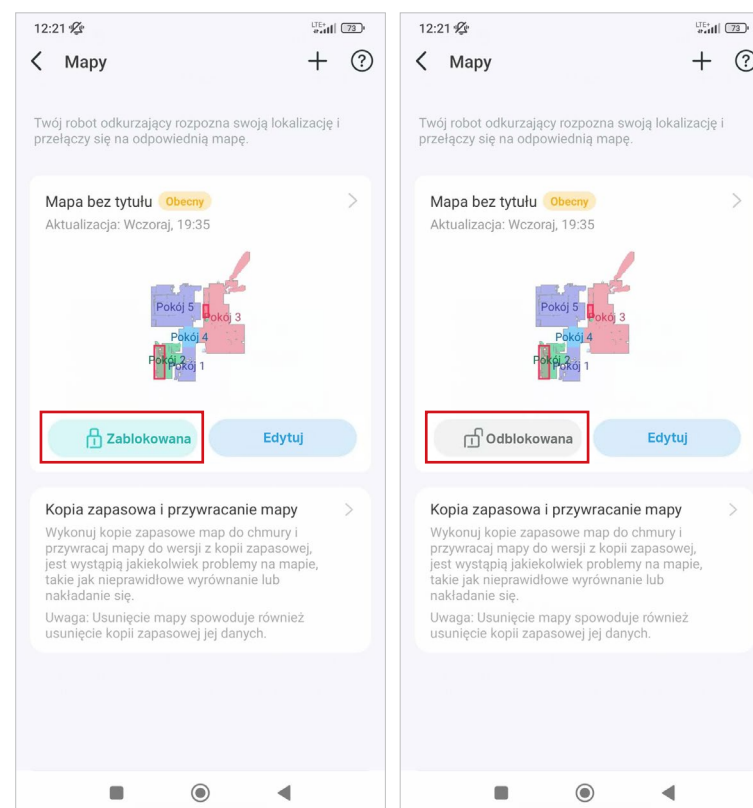 12:21
LTE+
73
Mapy
Twój robot odkurzający rozpozna swoją lokalizację i
przełączy się na odpowiednią mapę.
Mapa bez tytułu Obecny
Aktualizacja: Wczoraj, 19:35
Pokój 5
Pokój 3
Pokój 4
Pokój 2
Pokój 1
Zablokowana
Edytuj
Kopia zapasowa i przywracanie mapy
Wykonuj kopie zapasowe map do chmury i
przywracaj mapy do wersji z kopii zapasowej,
jest wystąpią jakiekolwiek problemy na mapie,
takie jak nieprawidłowe wyrównanie lub
nakładanie się.
Uwaga: Usunięcie mapy spowoduje również
usunięcie kopii zapasowej jej danych.
12:21
LTE+
73
Mapy
Twój robot odkurzający rozpozna swoją lokalizację i
przełączy się na odpowiednią mapę.
Mapa bez tytułu Obecny
Aktualizacja: Wczoraj, 19:35
Pokój 5
Pokój 3
Pokój 4
Pokój 2
Pokój 1
Odblokowana
Edytuj
Kopia zapasowa i przywracanie mapy
Wykonuj kopie zapasowe map do chmury i
przywracaj mapy do wersji z kopii zapasowej,
jest wystąpią jakiekolwiek problemy na mapie,
takie jak nieprawidłowe wyrównanie lub
nakładanie się.
Uwaga: Usunięcie mapy spowoduje również
usunięcie kopii zapasowej jej danych.